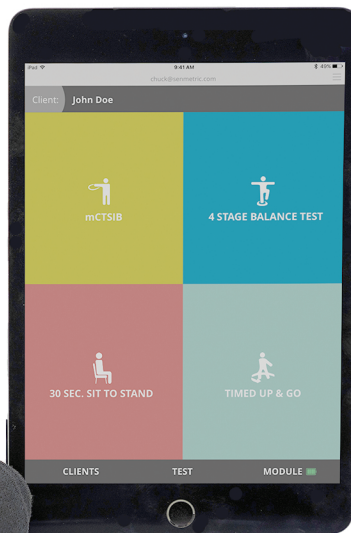 iPad 9:41 AM 49%
chuck@senmetric.com
Client: John Doe
mCTSIB
4 STAGE BALANCE TEST
30 SEC. SIT TO STAND
TIMED UP & GO
CLIENTS TEST MODULE